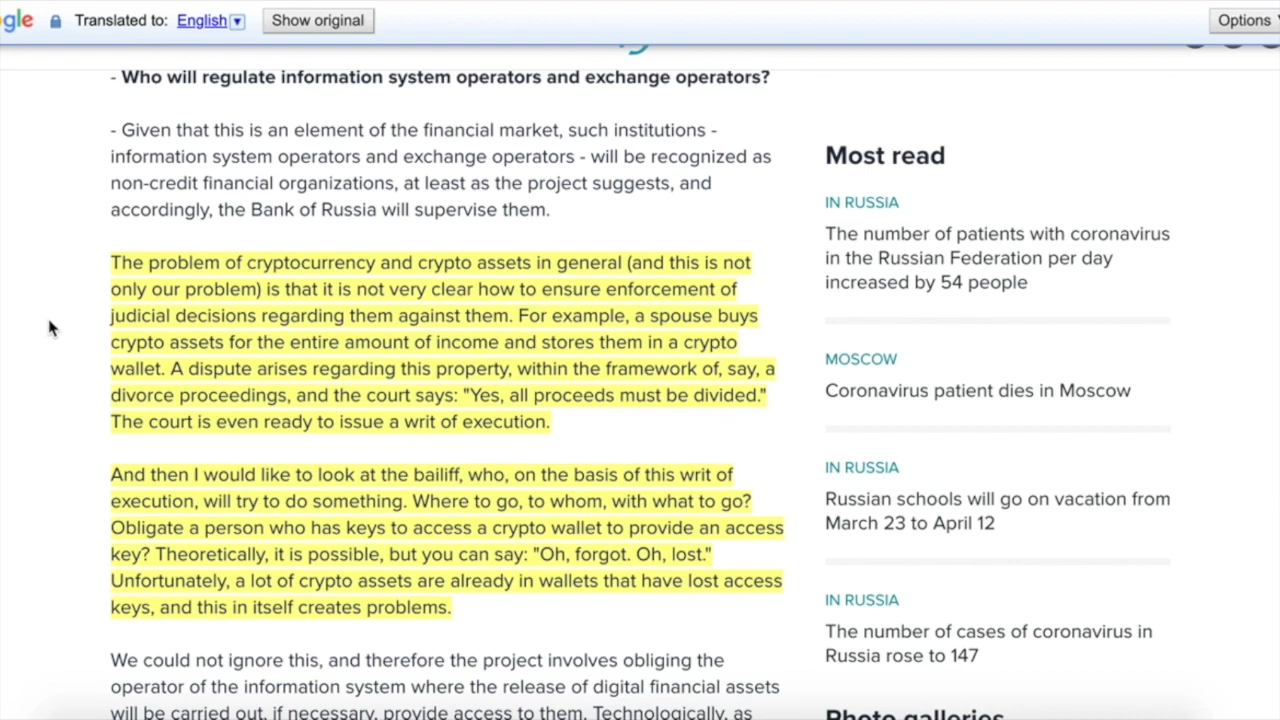 gle Translated to: English Show original Options
- Who will regulate information system operators and exchange operators?
- Given that this is an element of the financial market, such institutions -
information system operators and exchange operators - will be recognized as
non-credit financial organizations, at least as the project suggests, and
accordingly, the Bank of Russia will supervise them.
The problem of cryptocurrency and crypto assets in general (and this is not
only our problem) is that it is not very clear how to ensure enforcement of
judicial decisions regarding them against them. For example, a spouse buys
crypto assets for the entire amount of income and stores them in a crypto
wallet. A dispute arises regarding this property, within the framework of, say, a
divorce proceedings, and the court says: "Yes, all proceeds must be divided."
The court is even ready to issue a writ of execution.
And then I would like to look at the bailiff, who, on the basis of this writ of
execution, will try to do something. Where to go, to whom, with what to go?
Obligate a person who has keys to access a crypto wallet to provide an access
key? Theoretically, it is possible, but you can say: "Oh, forgot. Oh, lost."
Unfortunately, a lot of crypto assets are already in wallets that have lost access
keys, and this in itself creates problems.
We could not ignore this, and therefore the project involves obliging the
operator of the information system where the release of digital financial assets
will be carried out, if necessary, provide access to them. Technologically, as
Most read
IN RUSSIA
The number of patients with coronavirus
in the Russian Federation per day
increased by 54 people
MOSCOW
Coronavirus patient dies in Moscow
IN RUSSIA
Russian schools will go on vacation from
March 23 to April 12
IN RUSSIA
The number of cases of coronavirus in
Russia rose to 147
Photo galleries